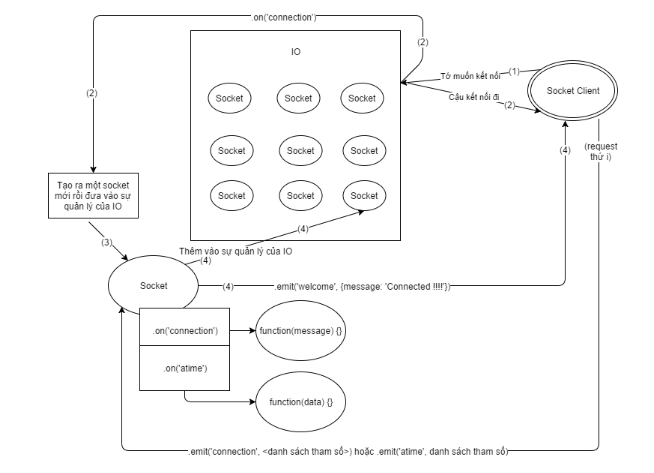 .on('connection')
(2)
IO
(1)
Tớ muốn kết nối
Cậu kết nối đi
(2)
Socket Client
Socket
Socket
Socket
(2)
Socket
Socket
Socket
(4)
(request
thứ i)
Tạo ra một socket
mới rồi đưa vào sự
quản lý của IO
Socket
Socket
Socket
(4)
(3)
Thêm vào sự quản lý của IO
(4)
Socket
(4)
.emit('welcome', {message: 'Connected !!!!'})
.on('connection')
function(message) {}
.on('atime')
function(data) {}
.emit('connection', <danh sách tham số>) hoặc .emit('atime', danh sách tham số)